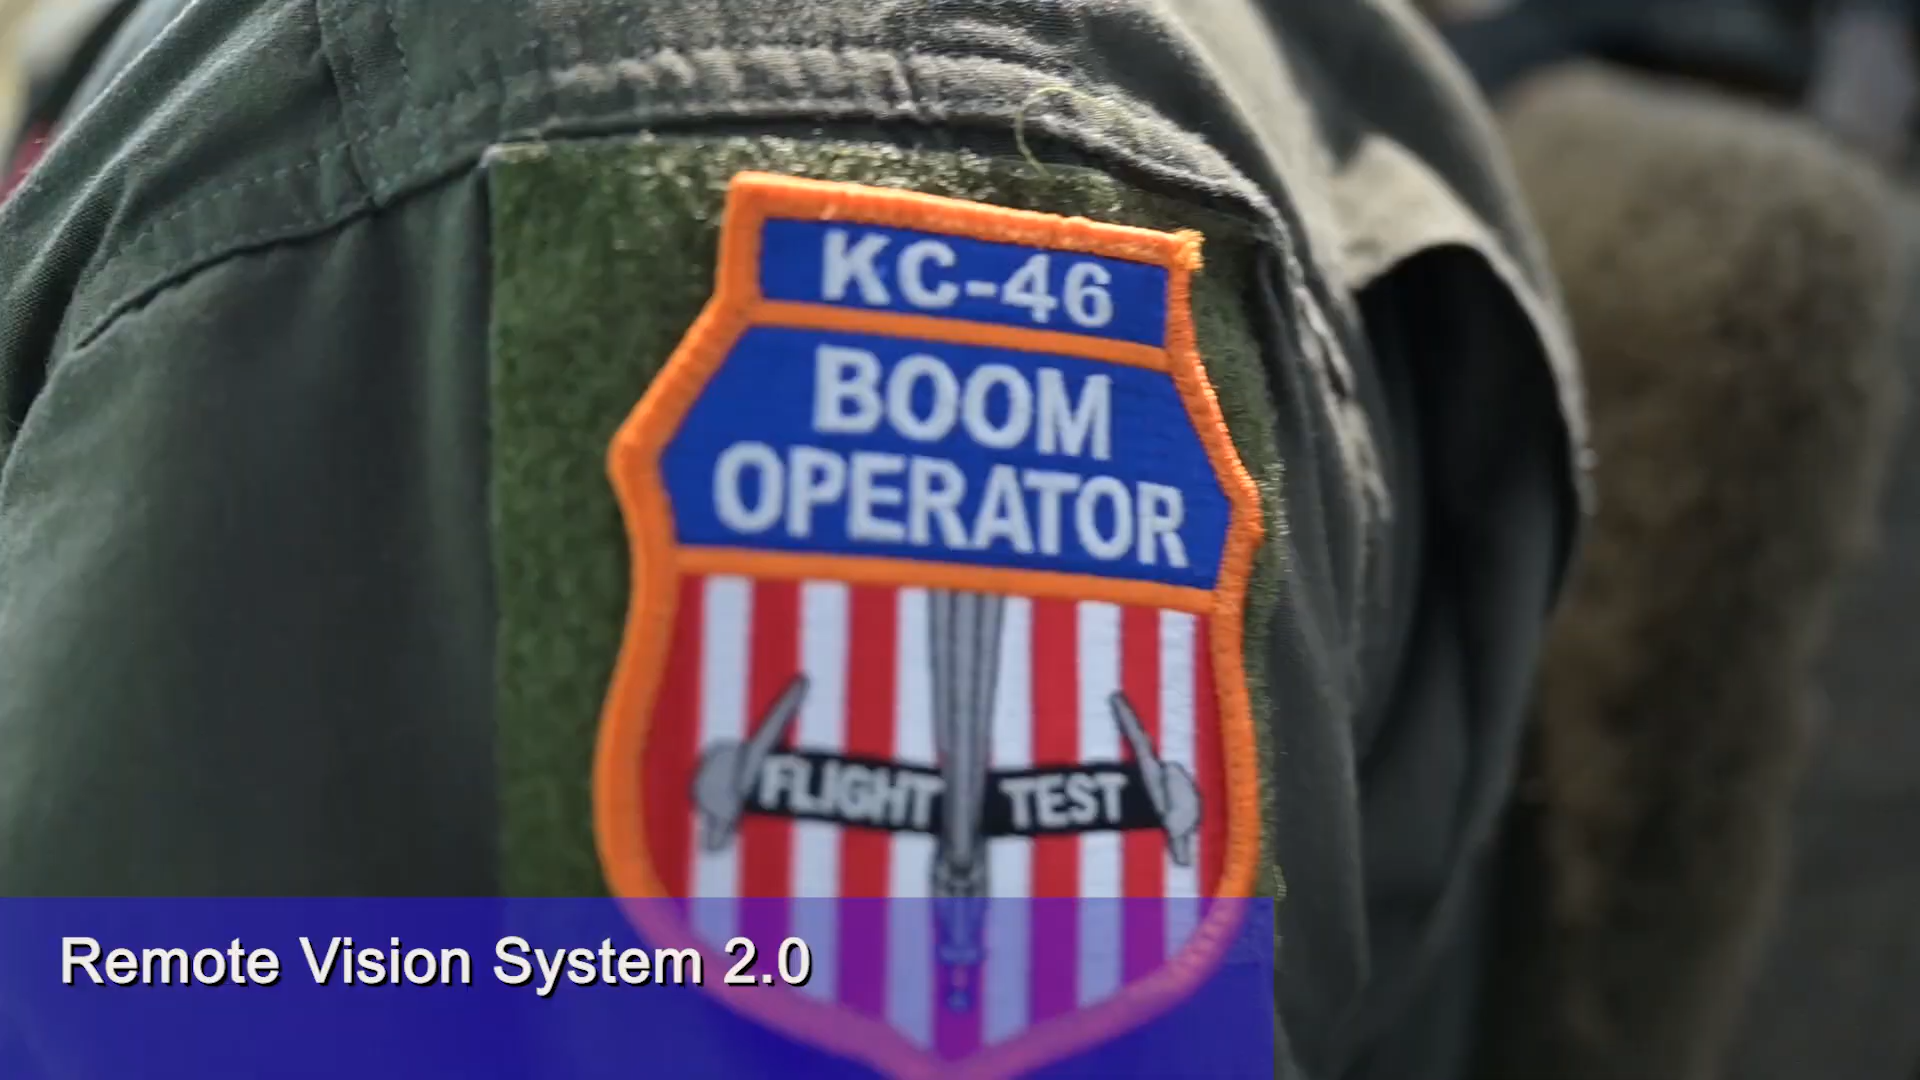 KC-46
BOOM
OPERATOR
FLIGHT TEST
Remote Vision System 2.0